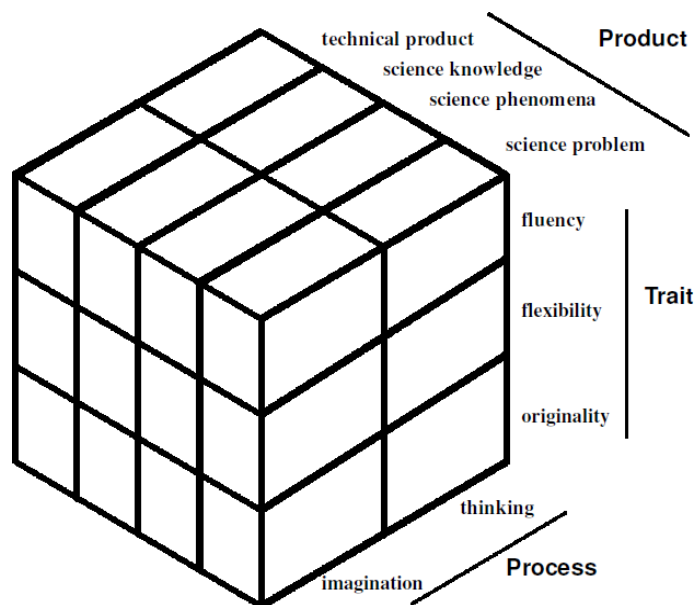 technical product
Product
science knowledge
science phenomena
science problem
fluency
Trait
flexibility
originality
thinking
Process
imagination